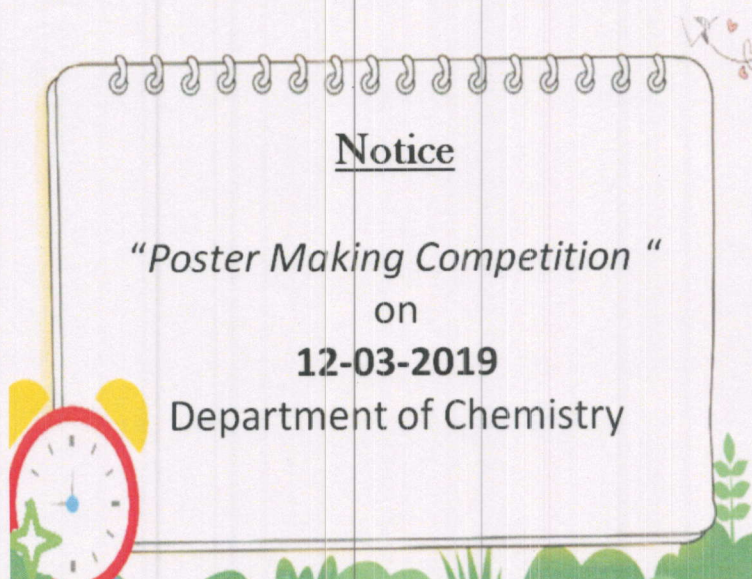 Notice
“Poster Making Competition “
on
12-03-2019
Department of Chemistry